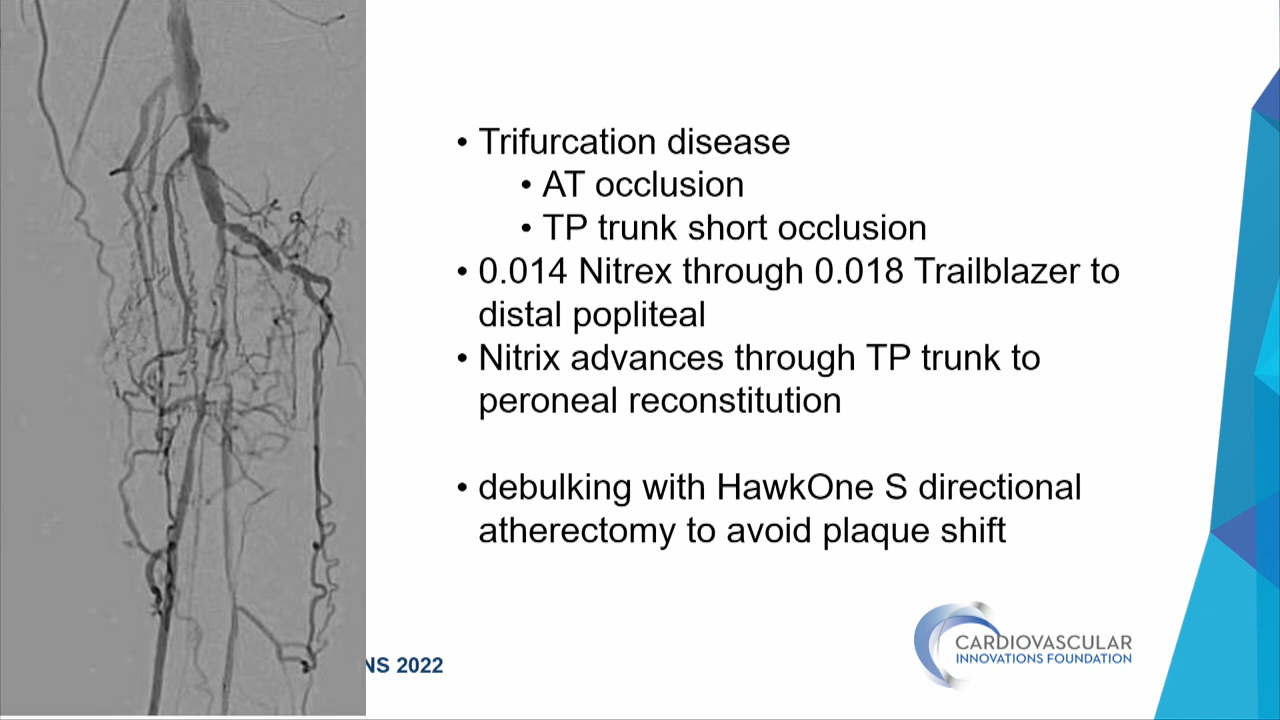 • Trifurcation disease
• AT occlusion
• TP trunk short occlusion
• 0.014 Nitrex through 0.018 Trailblazer to
distal popliteal
• Nitrix advances through TP trunk to
peroneal reconstitution
• debulking with HawkOne S directional
atherectomy to avoid plaque shift
NS 2022
CARDIOVASCULAR
INNOVATIONS FOUNDATION